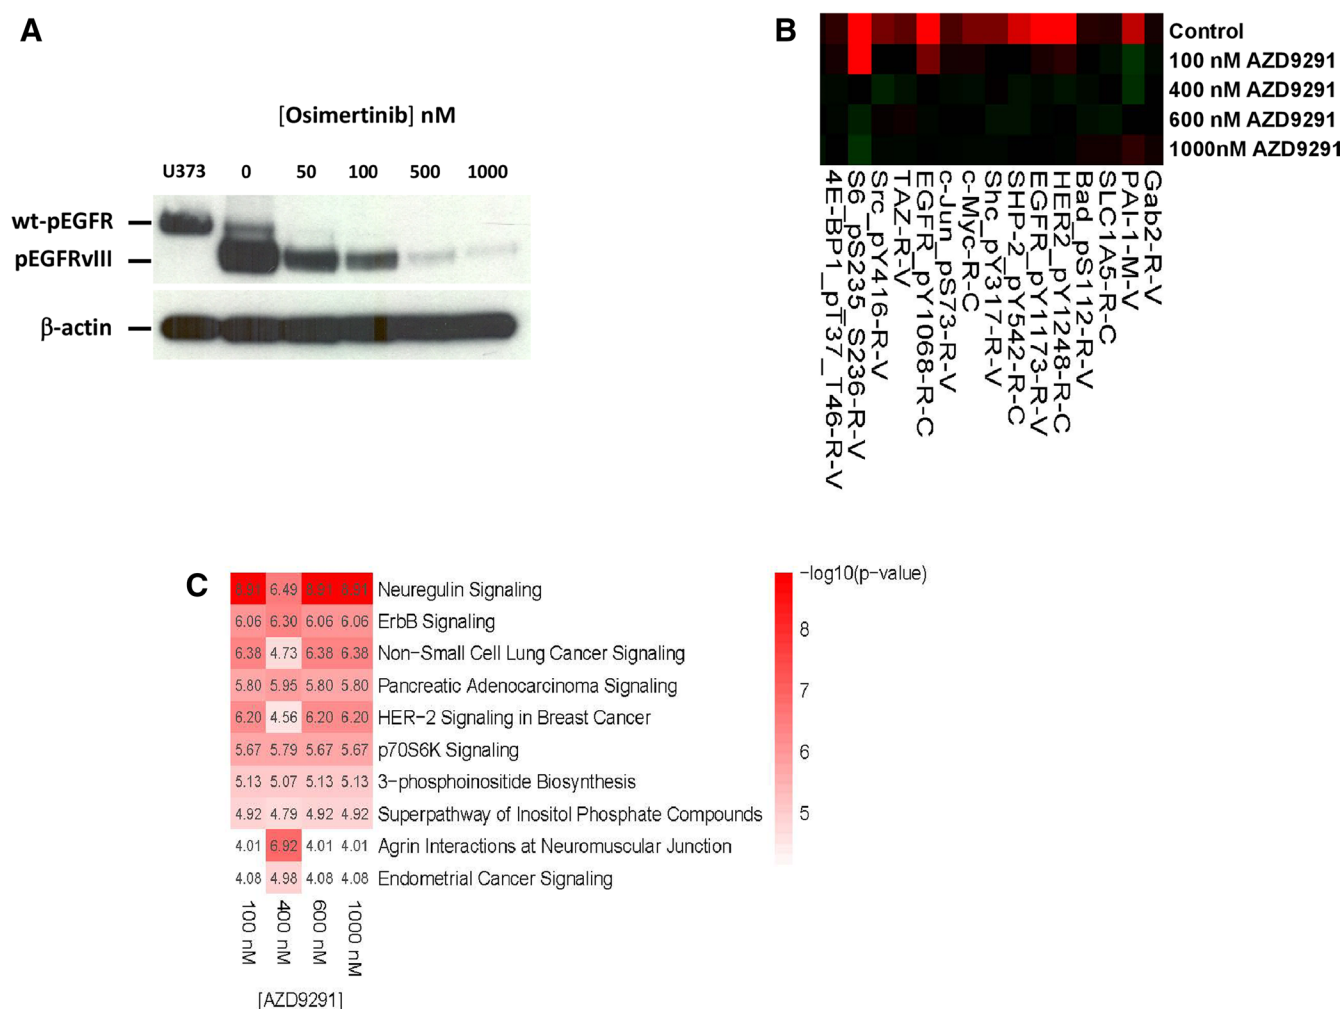 A
[Osimertinib] nM
U373 0 50 100 500 1000
wt-pEGFR
pEGFRvIII
β-actin
B
Control
100 nM AZD9291
400 nM AZD9291
600 nM AZD9291
1000nM AZD9291
4E-BP1_pT37_T46-R-V
S6_pS235_S236-R-V
Src_pY416-R-V
TAZ-R-V
EGFR_pY1068-R-C
c-Jun_pS73-R-V
c-Myc-R-C
Shc_pY317-R-V
SHP-2_pY542-R-C
EGFR_pY1173-R-V
HER2_pY1248-R-C
Bad_pS112-R-V
SLC1A5-R-C
PAI-1-M-V
Gab2-R-V
C
6.49 Neuregulin Signaling
6.06 6.30 6.06 6.06 ErbB Signaling
6.38 4.73 6.38 6.38 Non-Small Cell Lung Cancer Signaling
5.80 5.95 5.80 5.80 Pancreatic Adenocarcinoma Signaling
6.20 4.56 6.20 6.20 HER-2 Signaling in Breast Cancer
5.67 5.79 5.67 5.67 p70S6K Signaling
5.13 5.07 5.13 5.13 3-phosphoinositide Biosynthesis
4.92 4.79 4.92 4.92 Superpathway of Inositol Phosphate Compounds
4.01 6.92 4.01 4.01 Agrin Interactions at Neuromuscular Junction
4.08 4.98 4.08 4.08 Endometrial Cancer Signaling
100 nM
400 nM
600 nM
1000 nM
[AZD9291]
-log10(p-value)
8
7
6
5